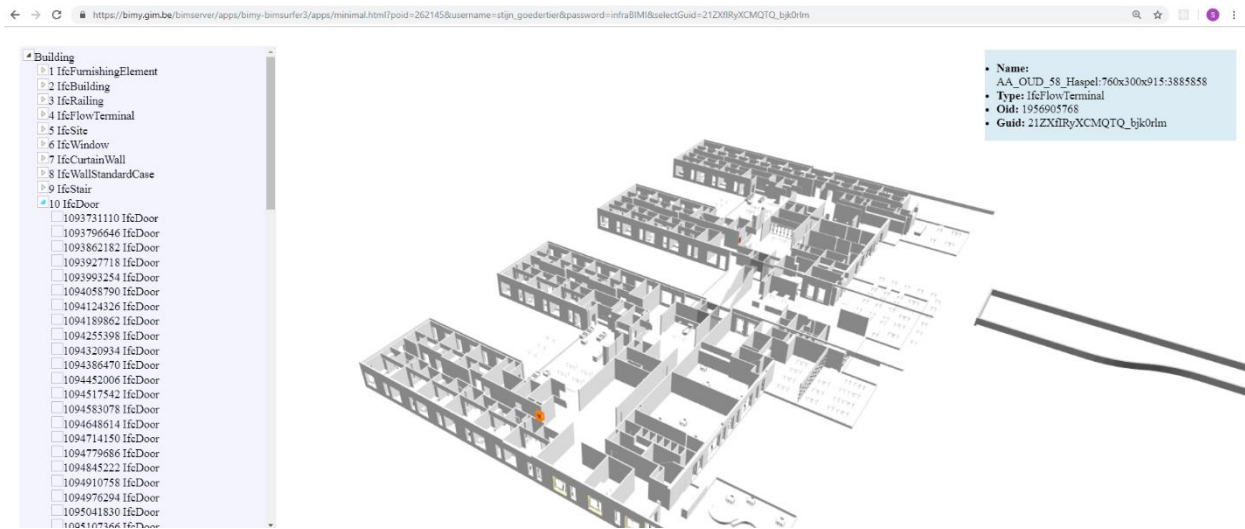 https://bimy.gim.be/bimserver/apps/bimy-bimsurfer3/apps/minimal.html?poid=262145&username=stijn_goedertier&password=infraBIMI&selectGuid=21ZXfIRyXCMQTQ_bjk0rlm
S
Building
1 IfcFurnishingElement
2 IfcBuilding
3 IfcRailing
4 IfcFlowTerminal
5 IfcSite
6 IfcWindow
7 IfcCurtainWall
8 IfcWallStandardCase
9 IfcStair
10 IfcDoor
1093731110 IfcDoor
1093796646 IfcDoor
1093862182 IfcDoor
1093927718 IfcDoor
1093993254 IfcDoor
1094058790 IfcDoor
1094124326 IfcDoor
1094189862 IfcDoor
1094255398 IfcDoor
1094320934 IfcDoor
1094386470 IfcDoor
1094452006 IfcDoor
1094517542 IfcDoor
1094583078 IfcDoor
1094648614 IfcDoor
1094714150 IfcDoor
1094779686 IfcDoor
1094845222 IfcDoor
1094910758 IfcDoor
1094976294 IfcDoor
1095041830 IfcDoor
1095107366 IfcDoor
Name:
AA_OUD_58_Haspel:760x300x915:3885858
Type: IfcFlowTerminal
Oid: 1956905768
Guid: 21ZXfIRyXCMQTQ_bjk0rlm